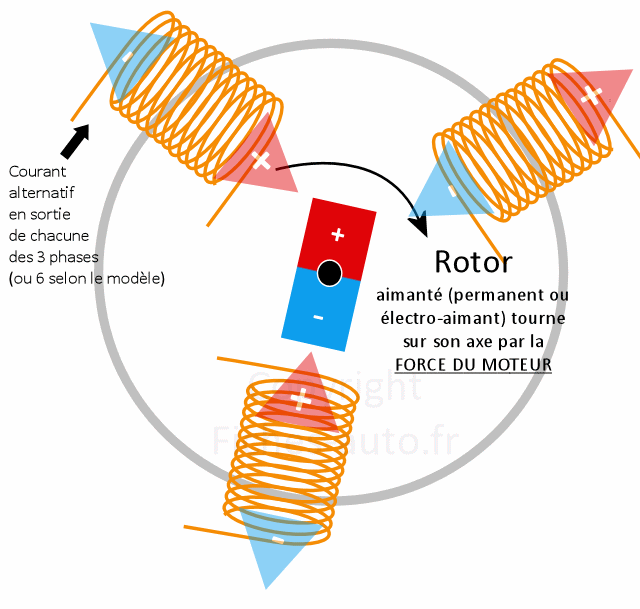 Courant
alternatif
en sortie
de chacune
des 3 phases
(ou 6 selon le modèle)
-
+
-
+
+
-
Rotor
aimanté (permanent ou
électro-aimant) tourne
sur son axe par la
FORCE DU MOTEUR
+
-